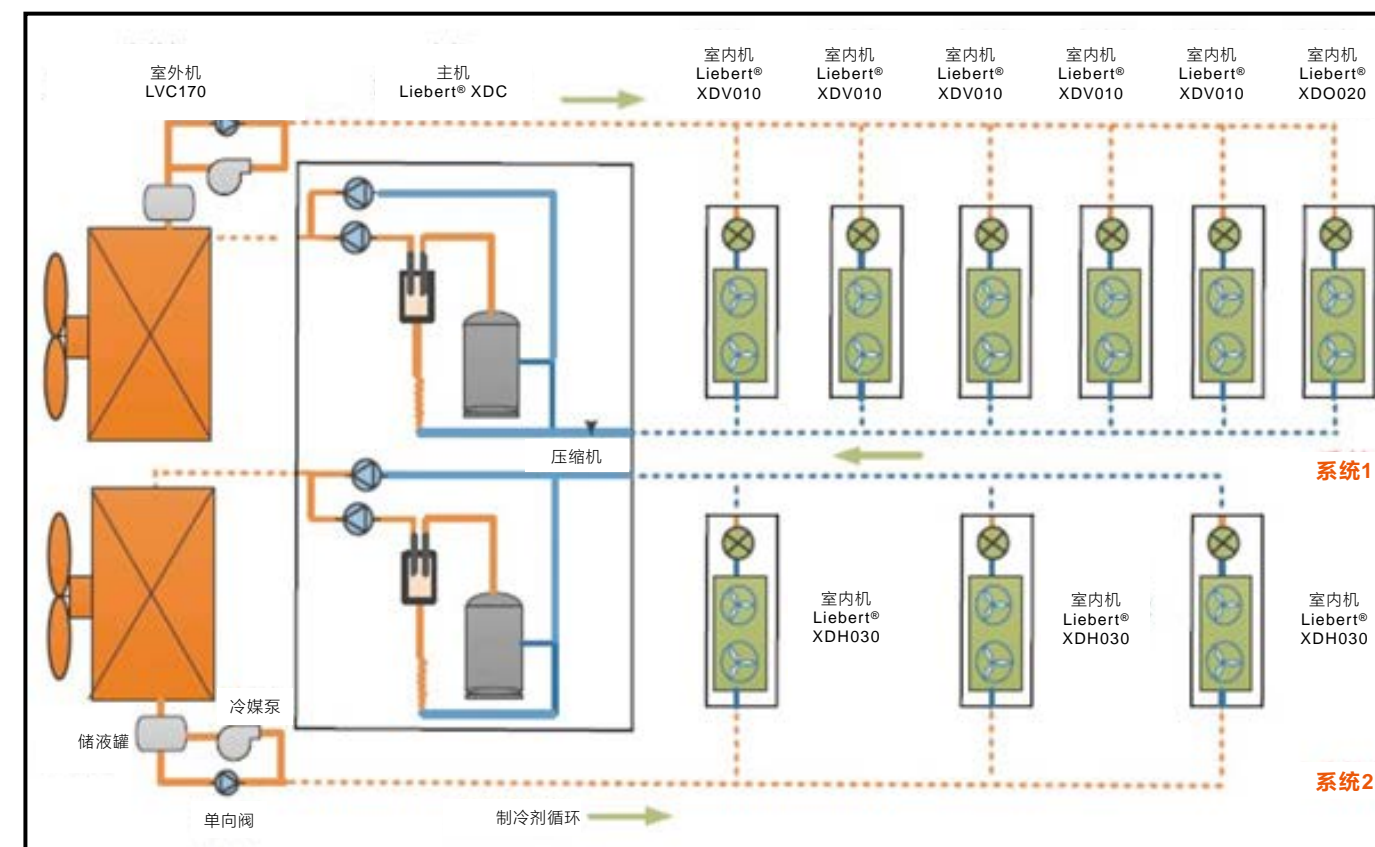 室外机
LVC170
主机
Liebert® XDC
室内机
Liebert®
XDV010
室内机
Liebert®
XDV010
室内机
Liebert®
XDV010
室内机
Liebert®
XDV010
室内机
Liebert®
XDV010
室内机
Liebert®
XDO020
压缩机
系统1
室内机
Liebert®
XDH030
室内机
Liebert®
XDH030
室内机
Liebert®
XDH030
冷媒泵
储液罐
单向阀
制冷剂循环
系统2